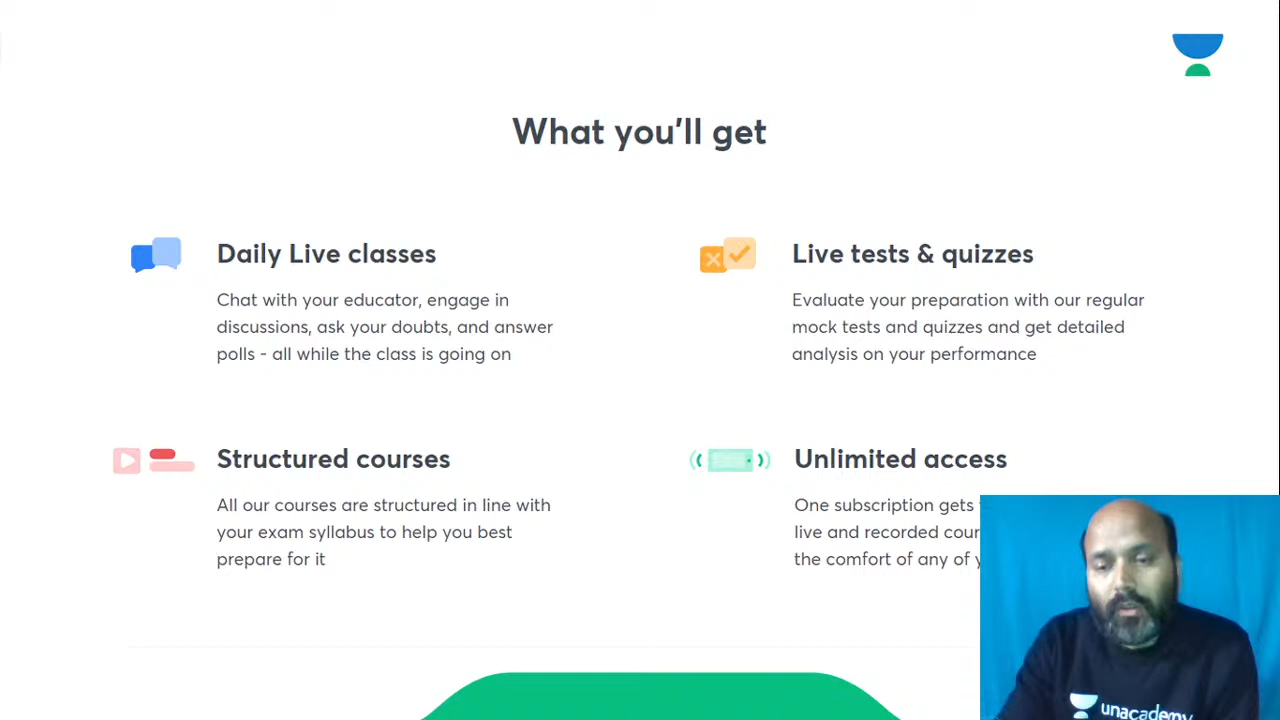 What you'll get
Daily Live classes
Chat with your educator, engage in
discussions, ask your doubts, and answer
polls - all while the class is going on
Live tests & quizzes
Evaluate your preparation with our regular
mock tests and quizzes and get detailed
analysis on your performance
Structured courses
All our courses are structured in line with
your exam syllabus to help you best
prepare for it
Unlimited access
One subscription gets
live and recorded
the comfort of any of
unacademy